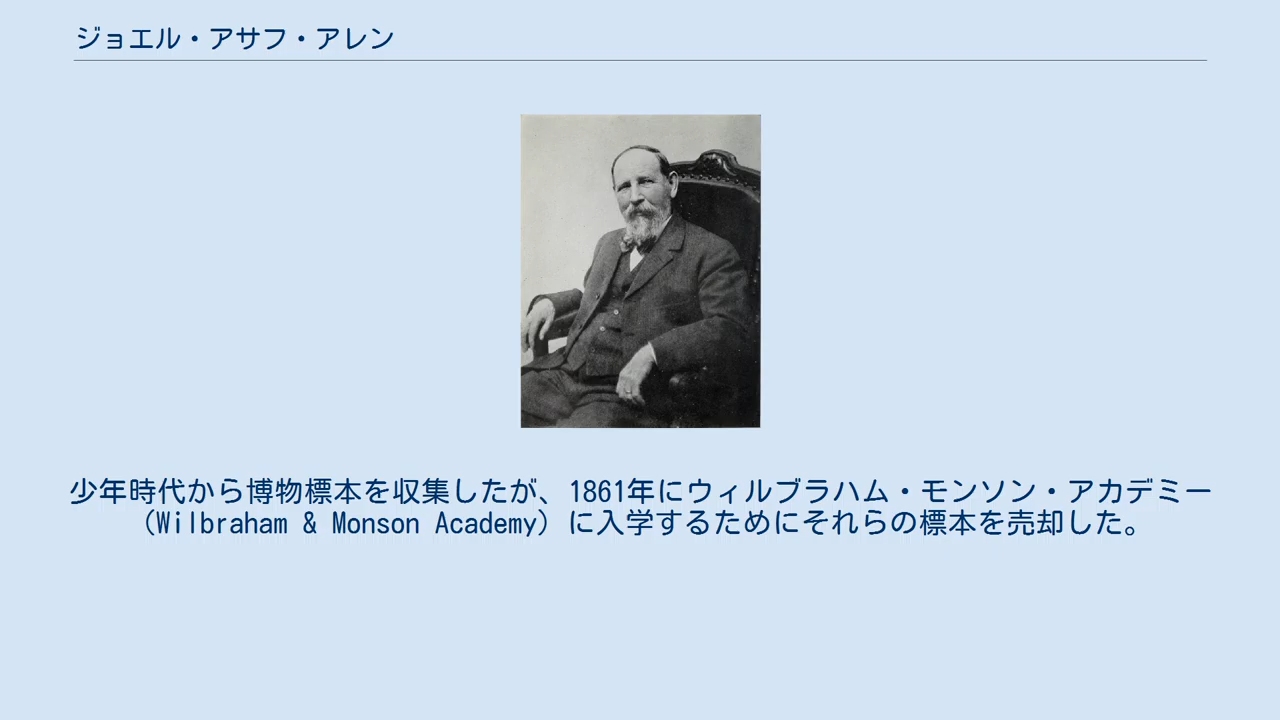 ジョエル・アサフ・アレン
少年時代から博物標本を収集したが、1861年にウィルブラハム・モンソン・アカデミー
（Wilbraham & Monson Academy）に入学するためにそれらの標本を売却した。